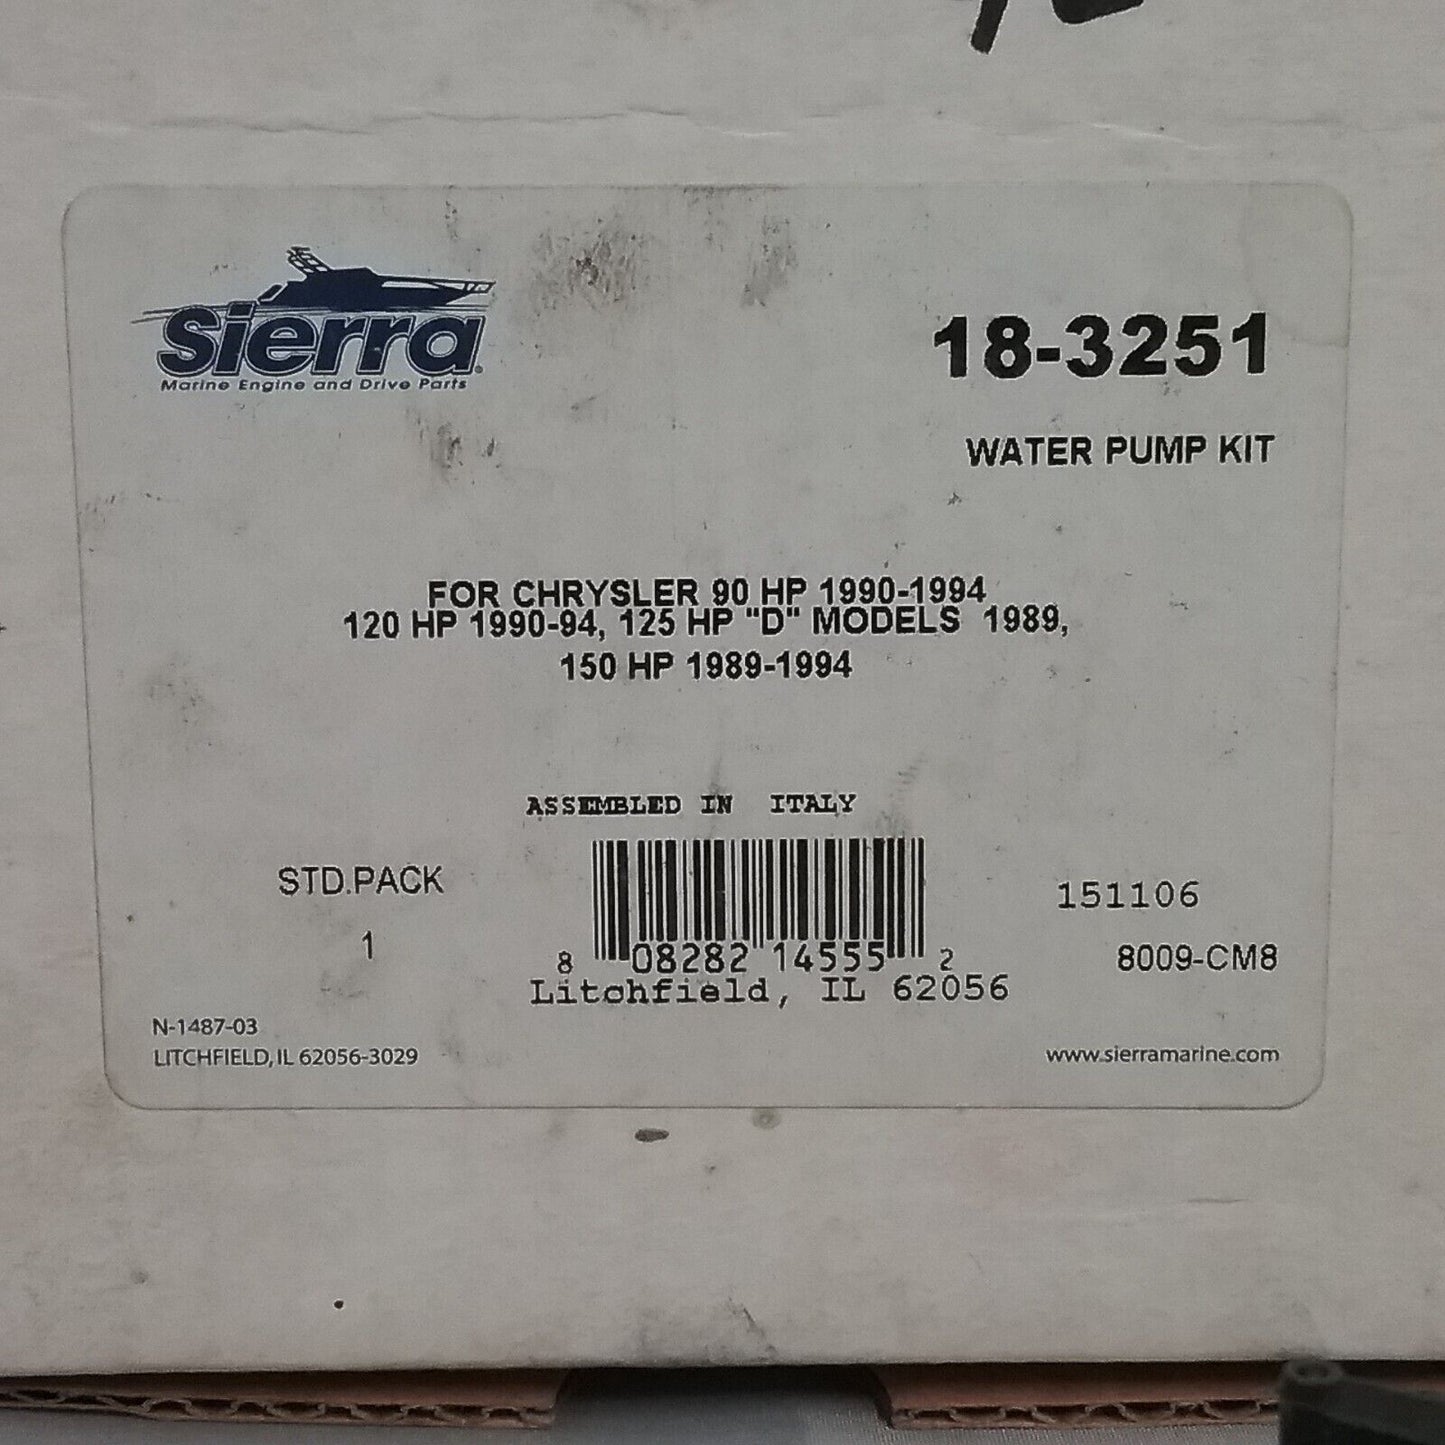 Sierra
Marine Engine and Drive Parts
18-3251
WATER PUMP KIT
FOR CHRYSLER 90 HP 1990-1994
120 HP 1990-94, 125 HP "D" MODELS 1989,
150 HP 1989-1994
ASSEMBLED IN ITALY
STD.PACK
1
8 08282 14555 2
Litchfield, IL 62056
151106
8009-CM8
N-1487-03
LITCHFIELD, IL 62056-3029
www.sierramarine.com